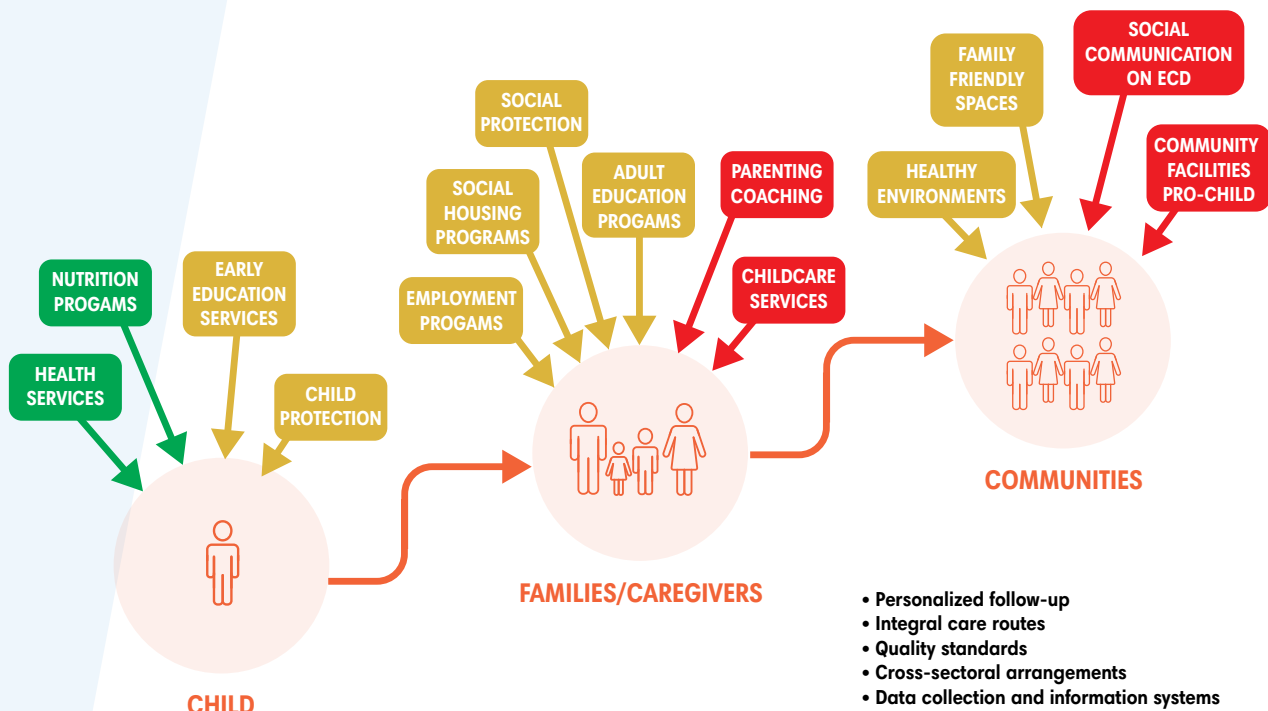 NUTRITION
PROGAMS
HEALTH
SERVICES
EARLY
EDUCATION
SERVICES
CHILD
PROTECTION
CHILD
SOCIAL
PROTECTION
SOCIAL
HOUSING
PROGRAMS
EMPLOYMENT
PROGAMS
ADULT
EDUCATION
PROGAMS
PARENTING
COACHING
CHILDCARE
SERVICES
FAMILIES/CAREGIVERS
FAMILY
FRIENDLY
SPACES
SOCIAL
COMMUNICATION
ON ECD
HEALTHY
ENVIRONMENTS
COMMUNITY
FACILITIES
PRO-CHILD
COMMUNITIES
• Personalized follow-up
• Integral care routes
• Quality standards
• Cross-sectoral arrangements
• Data collection and information systems